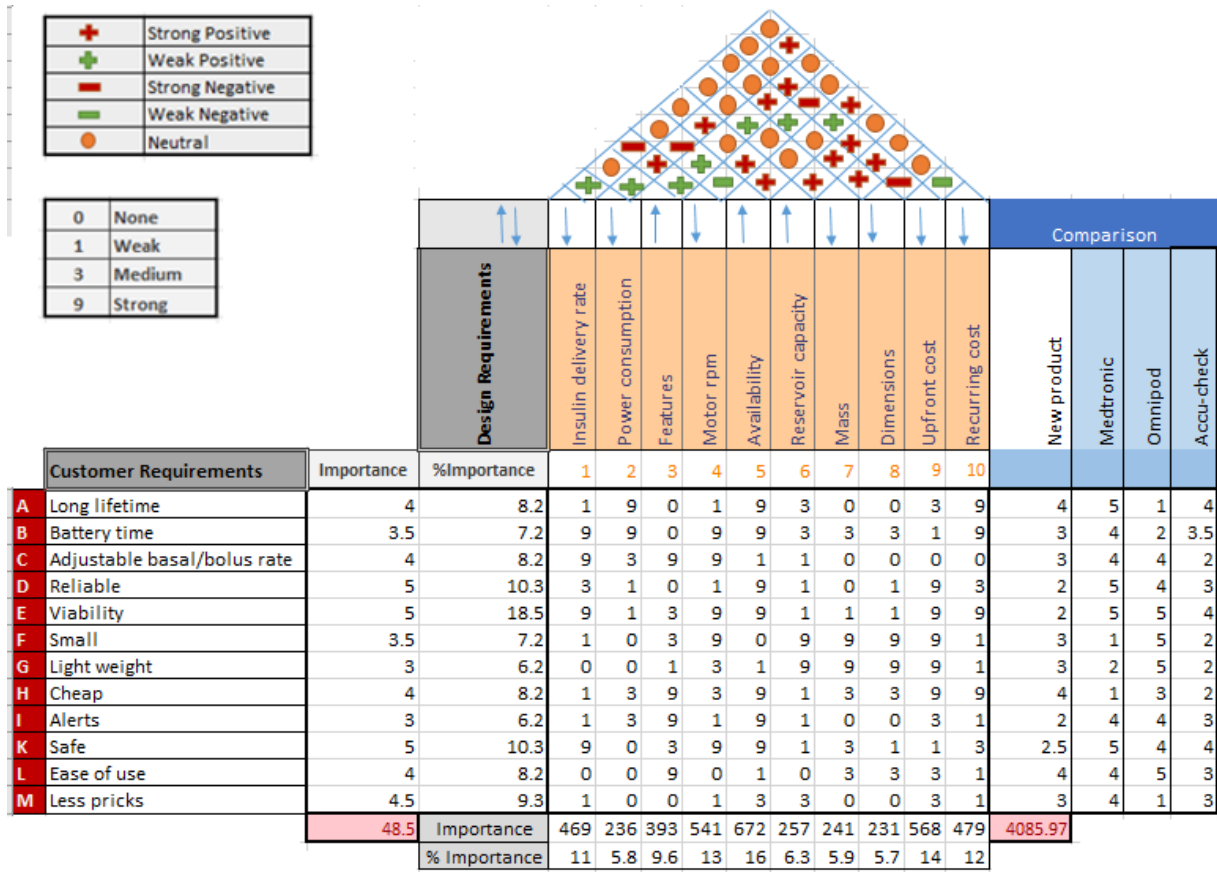 Strong Positive
Weak Positive
Strong Negative
Weak Negative
Neutral
0 None
1 Weak
3 Medium
9 Strong
Comparison
Design Requirements
Insulin delivery rate
Power consumption
Features
Motor rpm
Availability
Reservoir capacity
Mass
Dimensions
Upfront cost
Recurring cost
New product
Medtronic
Omnipod
Accu-check
Customer Requirements Importance %Importance 1 2 3 4 5 6 7 8 9 10
A Long lifetime 4 8.2 1 9 0 1 9 3 0 0 3 9 4 5 1 4
B Battery time 3.5 7.2 9 9 0 9 9 3 3 3 1 9 3 4 2 3.5
C Adjustable basal/bolus rate 4 8.2 9 3 9 9 1 1 0 0 0 0 3 4 4 2
D Reliable 5 10.3 3 1 0 1 9 1 0 1 9 3 2 5 4 3
E Viability 5 18.5 9 1 3 9 9 1 1 1 9 9 2 5 5 4
F Small 3.5 7.2 1 0 3 9 0 9 9 9 9 1 3 1 5 2
G Light weight 3 6.2 0 0 1 3 1 9 9 9 9 1 3 2 5 2
H Cheap 4 8.2 1 3 9 3 9 1 3 3 9 9 4 1 3 2
I Alerts 3 6.2 1 3 9 1 9 1 0 0 3 1 2 4 4 3
K Safe 5 10.3 9 0 3 9 9 1 3 1 1 3 2.5 5 4 4
L Ease of use 4 8.2 0 0 9 0 1 0 3 3 3 1 4 4 5 3
M Less pricks 4.5 9.3 1 0 0 1 3 3 0 0 3 1 3 4 1 3
48.5 Importance 469 236 393 541 672 257 241 231 568 479 4085.97
% Importance 11 5.8 9.6 13 16 6.3 5.9 5.7 14 12